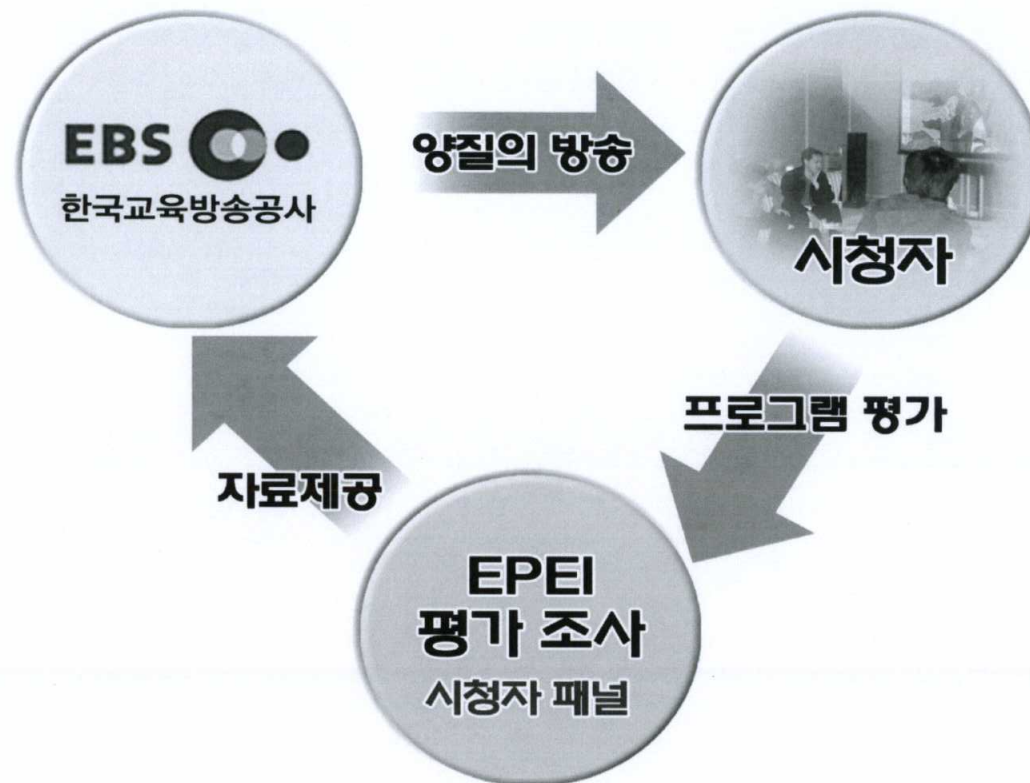 EBS
한국교육방송공사
양질의 방송
시청자
프로그램 평가
자료제공
EPEI
평가 조사
시청자 패널